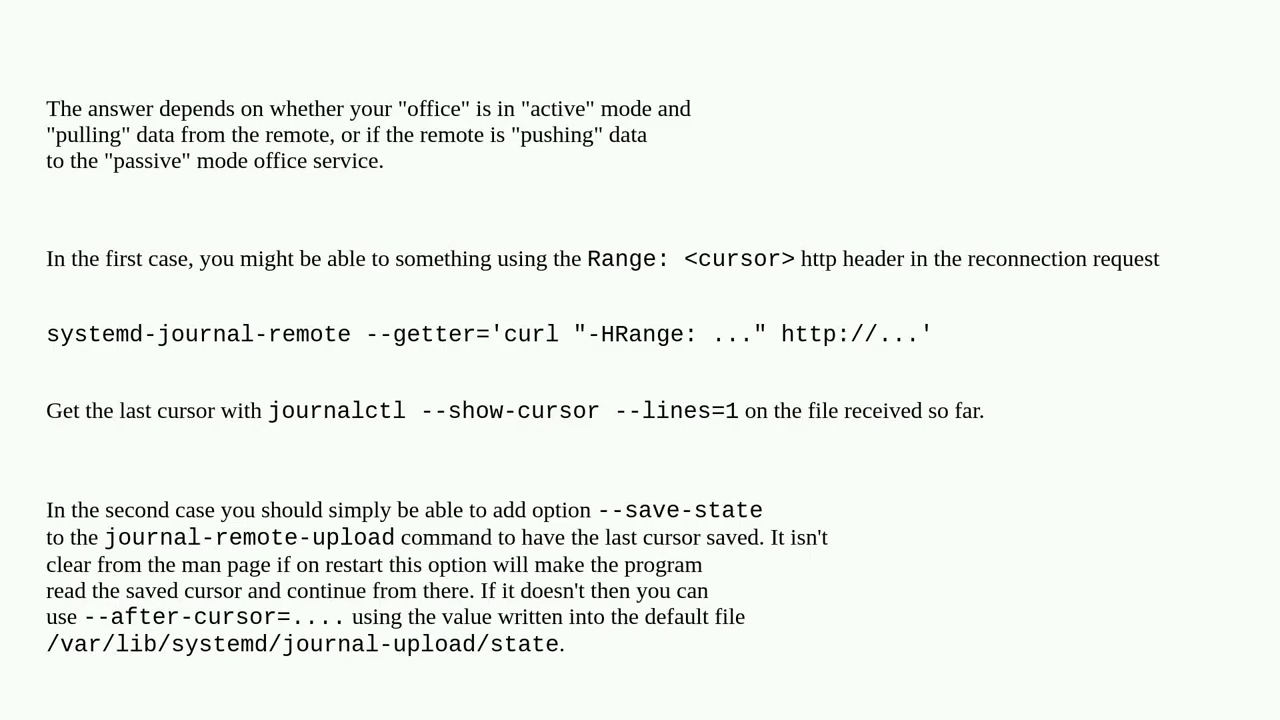 The answer depends on whether your "office" is in "active" mode and
"pulling" data from the remote, or if the remote is "pushing" data
to the "passive" mode office service.
In the first case, you might be able to something using the Range: <cursor> http header in the reconnection request
systemd-journal-remote --getter='curl "-HRange: ..." http://...'
Get the last cursor with journalctl --show-cursor --lines=1 on the file received so far.
In the second case you should simply be able to add option --save-state
to the journal-remote-upload command to have the last cursor saved. It isn't
clear from the man page if on restart this option will make the program
read the saved cursor and continue from there. If it doesn't then you can
use --after-cursor=.... using the value written into the default file
/var/lib/systemd/journal-upload/state.